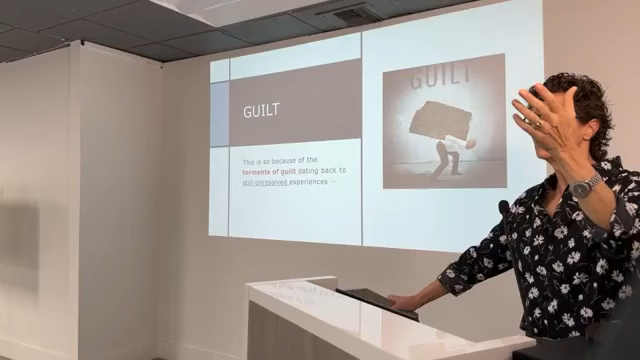 GUILT
This is so because of the
torments of guilt dating back to
still-unresolved experiences --
GUILT